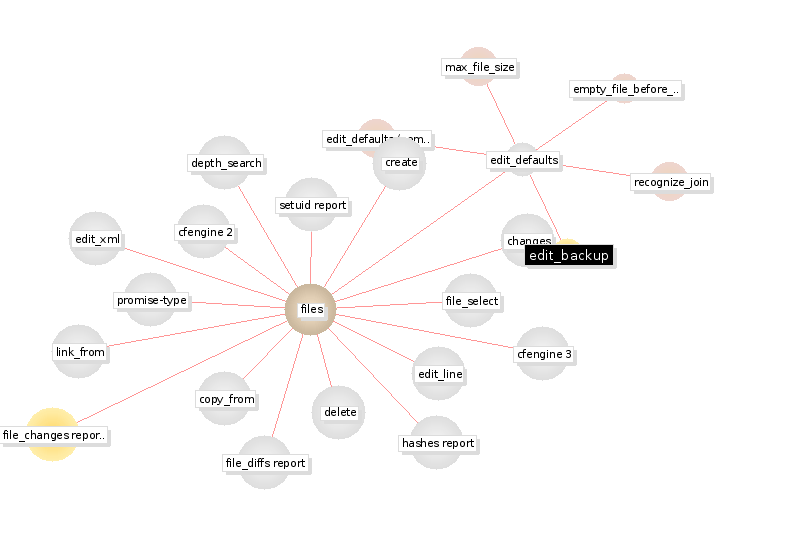 max_file_size
empty_file_before_..
edit_defaults
create
edit_defaults
depth_search
recognize_join
setuid report
cfengine 2
edit_xml
changes
edit_backup
promise-type
file_select
files
link_from
cfengine 3
edit_line
copy_from
delete
file_changes repor..
hashes report
file_diffs report